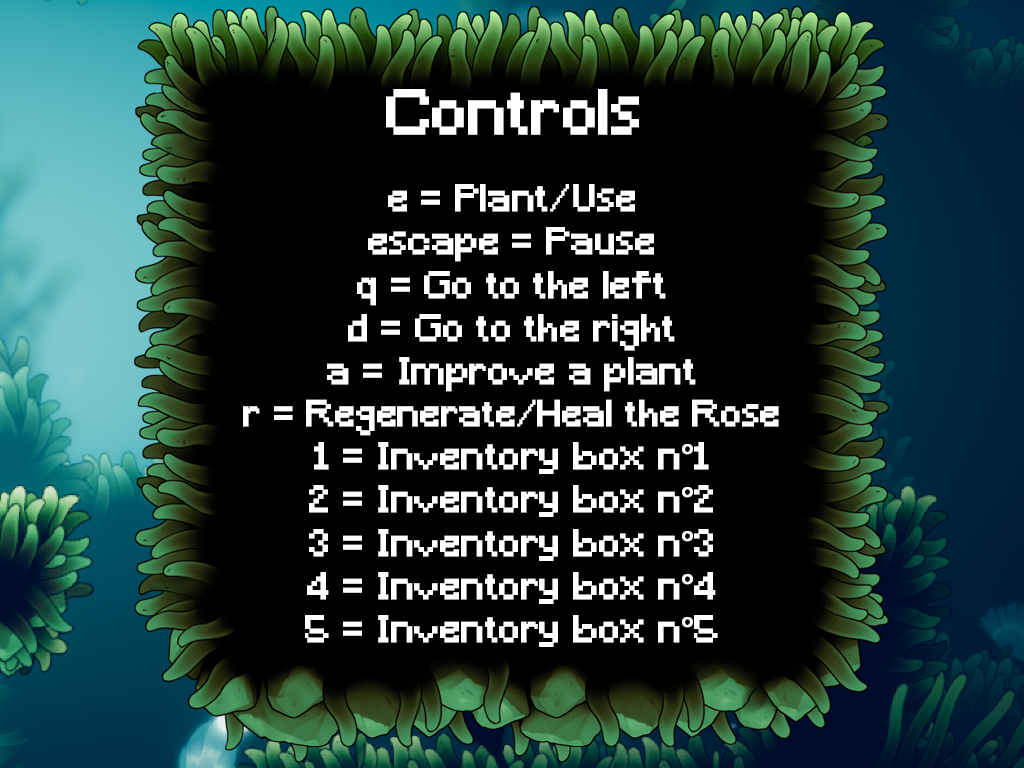 Controls
e = Plant/Use
escape = Pause
q = Go to the left
d = Go to the right
a = Improve a plant
r = Regenerate/Heal the Rose
1 = Inventory box n°1
2 = Inventory box n°2
3 = Inventory box n°3
4 = Inventory box n°4
5 = Inventory box n°5